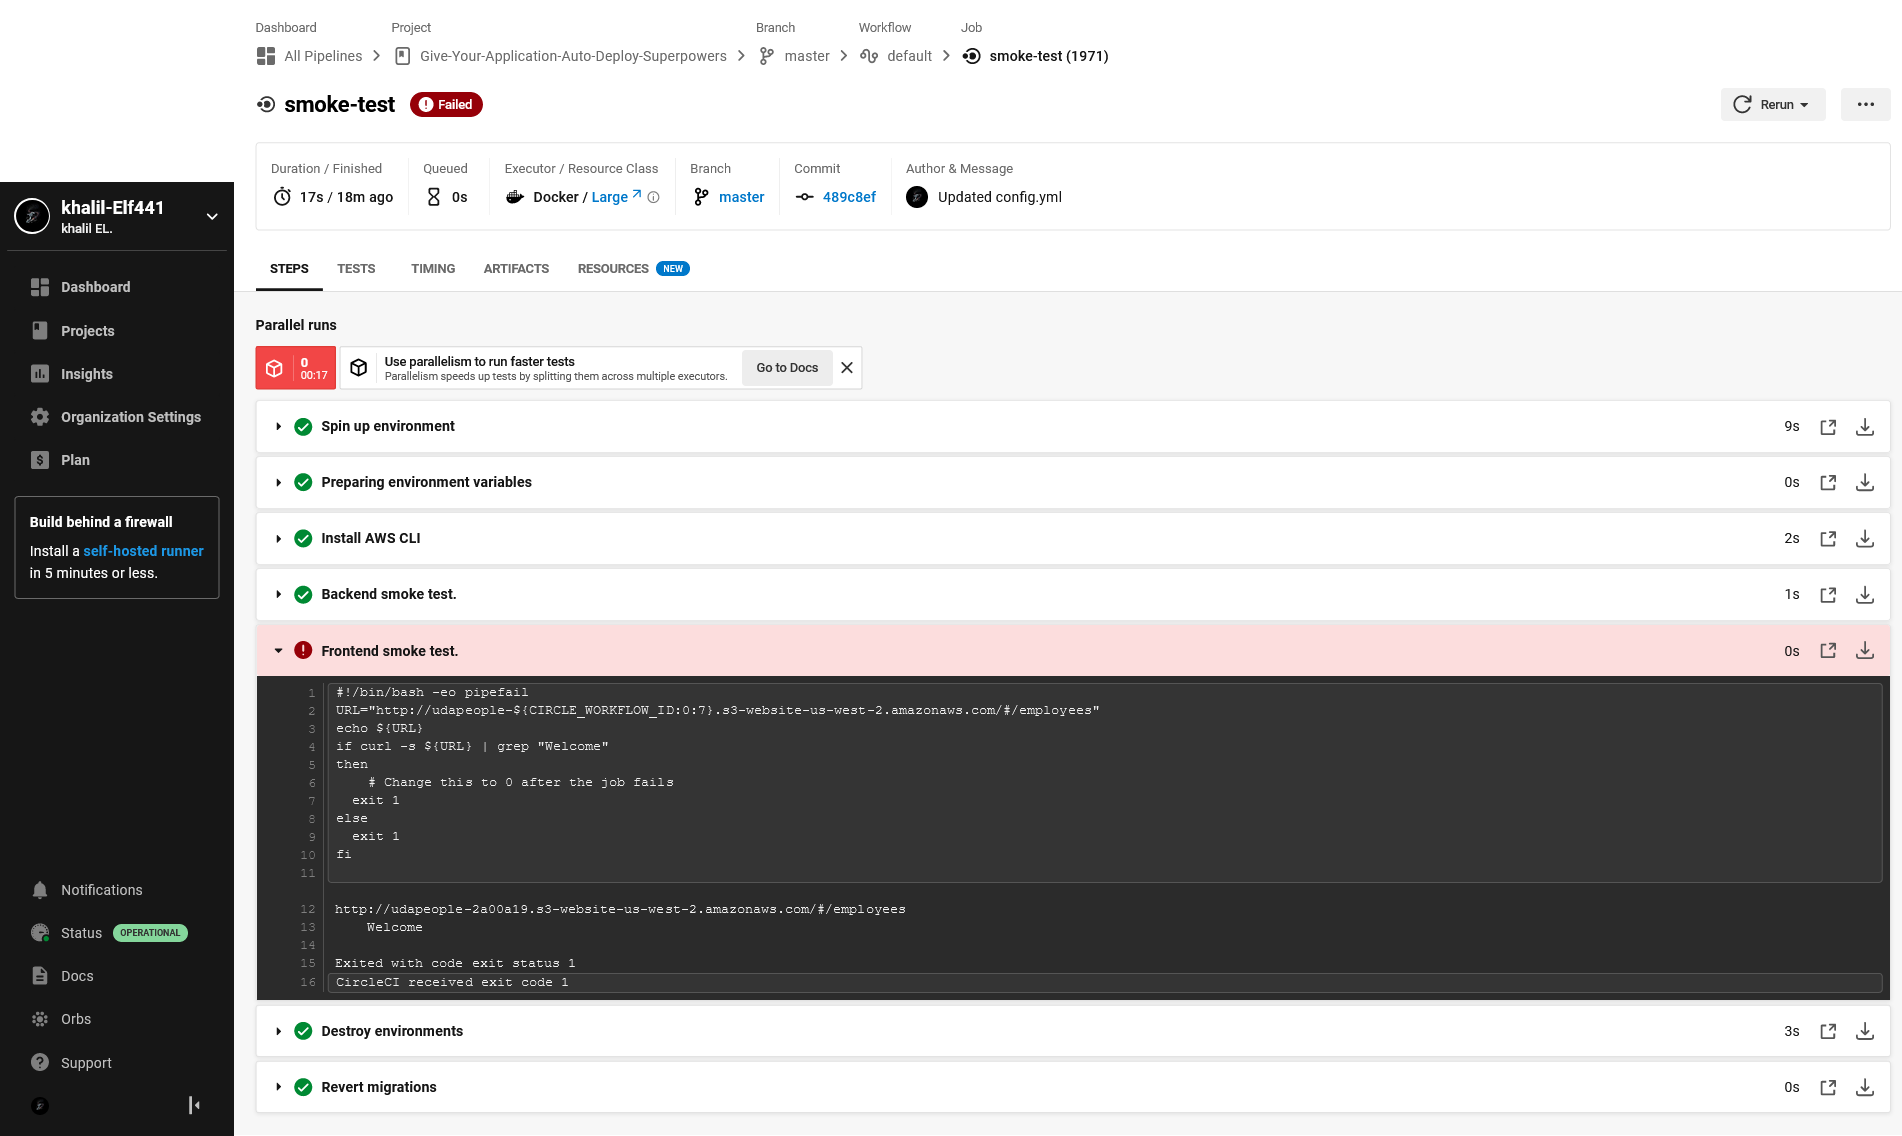 Dashboard Project Branch Workflow Job
All Pipelines Give-Your-Application-Auto-Deploy-Superpowers master default smoke-test (1971)
smoke-test Failed
Rerun
khalil-Elf441
khalil EL.
Dashboard
Projects
Insights
Organization Settings
Plan
Build behind a firewall
Install a self-hosted runner
in 5 minutes or less.
Notifications
Status OPERATIONAL
Docs
Orbs
Support
Duration / Finished Queued Executor / Resource Class Branch Commit Author & Message
17s / 18m ago 0s Docker / Large master 489c8ef Updated config.yml
STEPS TESTS TIMING ARTIFACTS RESOURCES NEW
Parallel runs
0
00:17
Use parallelism to run faster tests
Parallelism speeds up tests by splitting them across multiple executors.
Go to Docs
Spin up environment 9s
Preparing environment variables 0s
Install AWS CLI 2s
Backend smoke test. 1s
Frontend smoke test. 0s
1 #!/bin/bash -eo pipefail
2 URL="http://udapeople-${CIRCLE_WORKFLOW_ID:0:7}.s3-website-us-west-2.amazonaws.com/#/employees"
3 echo ${URL}
4 if curl -s ${URL} | grep "Welcome"
5 then
6     # Change this to 0 after the job fails
7   exit 1
8 else
9   exit 1
10 fi
11
12 http://udapeople-2a00a19.s3-website-us-west-2.amazonaws.com/#/employees
13     Welcome
14
15 Exited with code exit status 1
16 CircleCI received exit code 1
Destroy environments 3s
Revert migrations 0s